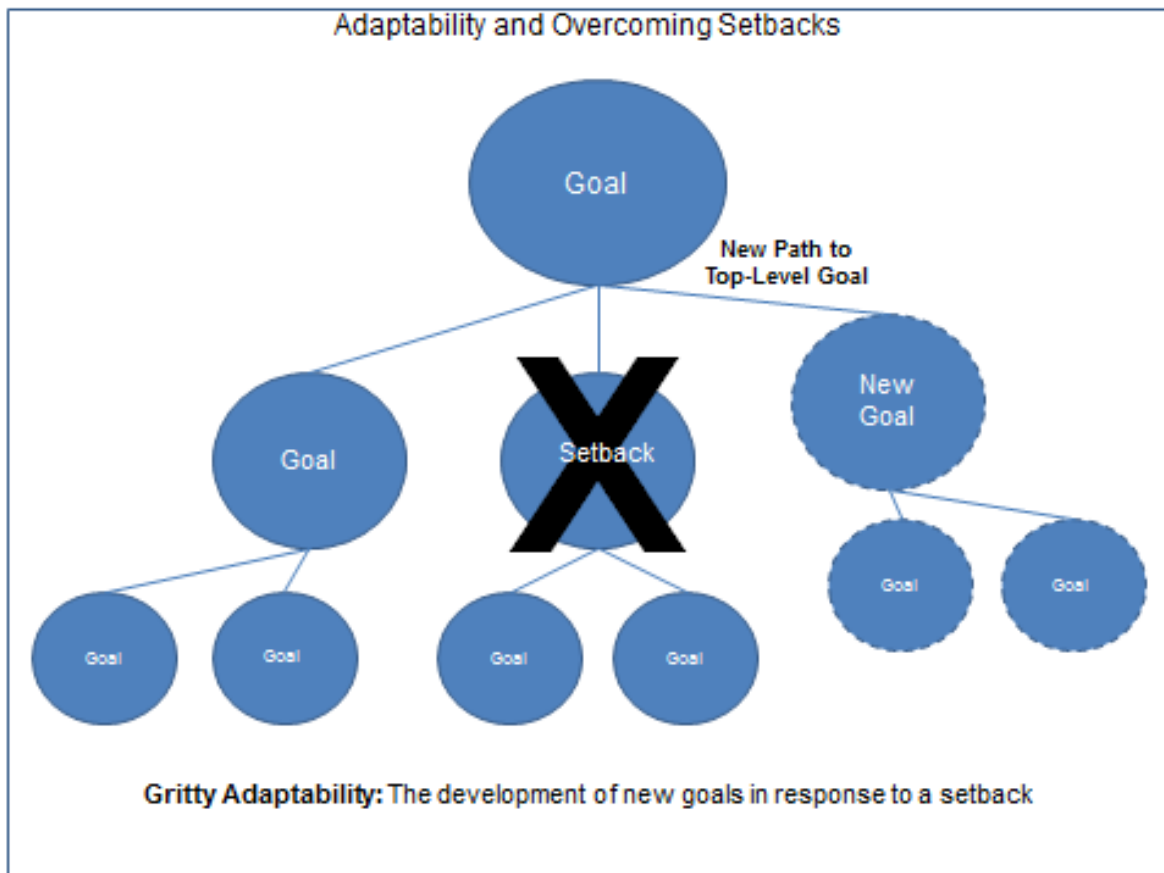 Adaptability and Overcoming Setbacks
Goal
New Path to
Top-Level Goal
New
Goal
Goal
Setback
Goal
Goal
Goal
Goal
Goal
Goal
Gritty Adaptability: The development of new goals in response to a setback